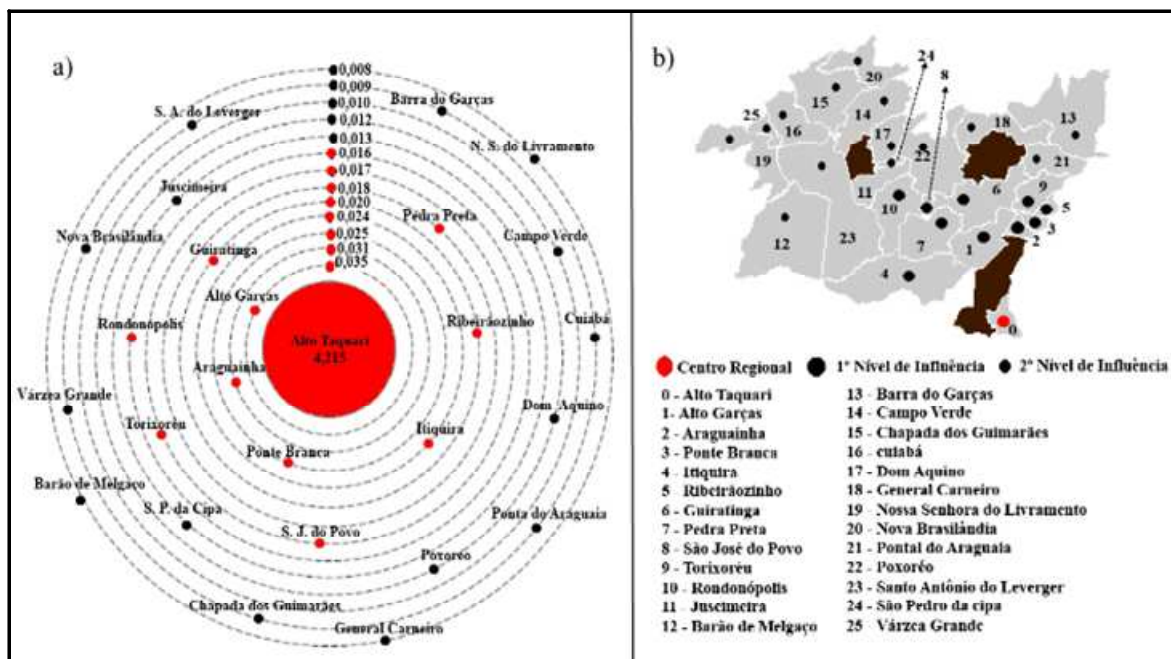 a)
0,008
0,009
0,010
0,012
0,013
0,016
0,017
0,018
0,020
0,024
0,025
0,031
0,035
Barra do Garças
S. A. do Leverger
N. S. do Livramento
Juscimeira
Pedra Preta
Nova Brasilândia
Guiratinga
Campo Verde
Alto Garças
Rondonópolis
Ribeirãozinho
Cuiabá
Alto Taquari
4,215
Araguainha
Várzea Grande
Torixoréu
Dom Aquino
Itiquira
Ponte Branca
Barão de Melgaço
S. P. da Cipa
Ponta do Araguaia
S. J. do Povo
Poxoréo
Chapada dos Guimarães
General Carneiro
b)
24
8
20
15
14
25
16
17
18
13
22
19
21
11
10
6
9
5
12
23
7
1
2
3
4
0
Centro Regional
1º Nível de Influência
2º Nível de Influência
0 - Alto Taquari
1- Alto Garças
2 - Araguainha
3 - Ponte Branca
4 - Itiquira
5 - Ribeirãozinho
6 - Guiratinga
7 - Pedra Preta
8 - São José do Povo
9 - Torixoréu
10 - Rondonópolis
11 - Juscimeira
12 - Barão de Melgaço
13 - Barra do Garças
14 - Campo Verde
15 - Chapada dos Guimarães
16 - cuiabá
17 - Dom Aquino
18 - General Carneiro
19 - Nossa Senhora do Livramento
20 - Nova Brasilândia
21 - Pontal do Araguaia
22 - Poxoréo
23 - Santo Antônio do Leverger
24 - São Pedro da cipa
25 - Várzea Grande